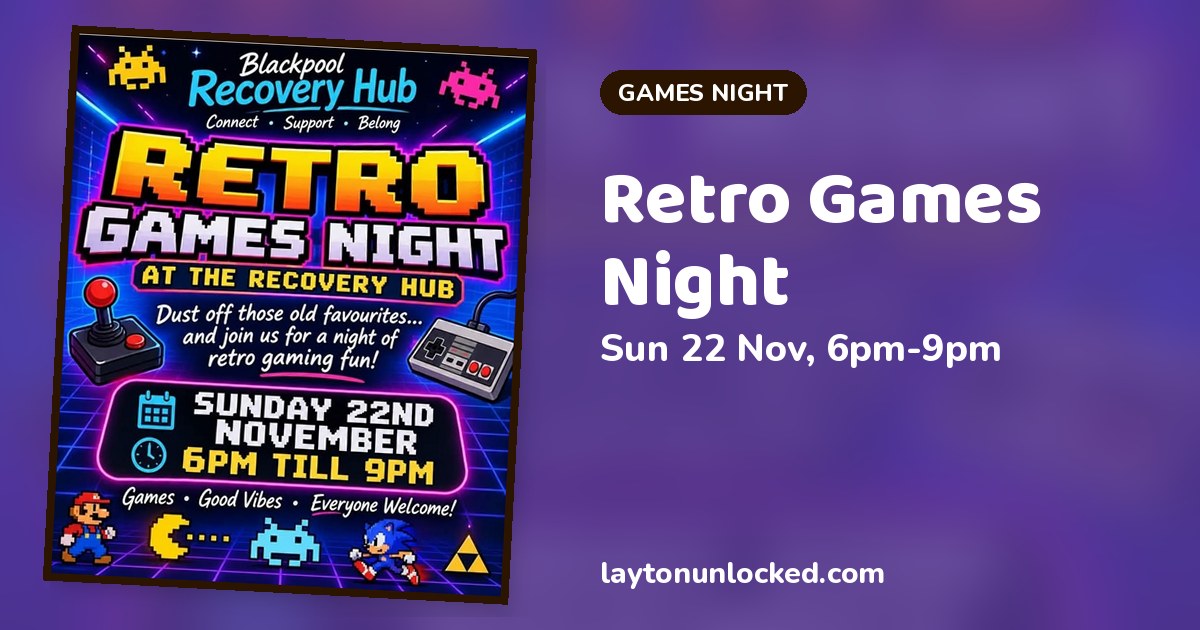 Blackpool
Recovery Hub
Connect • Support • Belong
RETRO
GAMES NIGHT
AT THE RECOVERY HUB
Dust off those old favourites...
and join us for a night of
retro gaming fun!
SUNDAY 22ND
NOVEMBER
6PM TILL 9PM
Games • Good Vibes • Everyone Welcome!
GAMES NIGHT
Retro Games
Night
Sun 22 Nov, 6pm-9pm
laytonunlocked.com